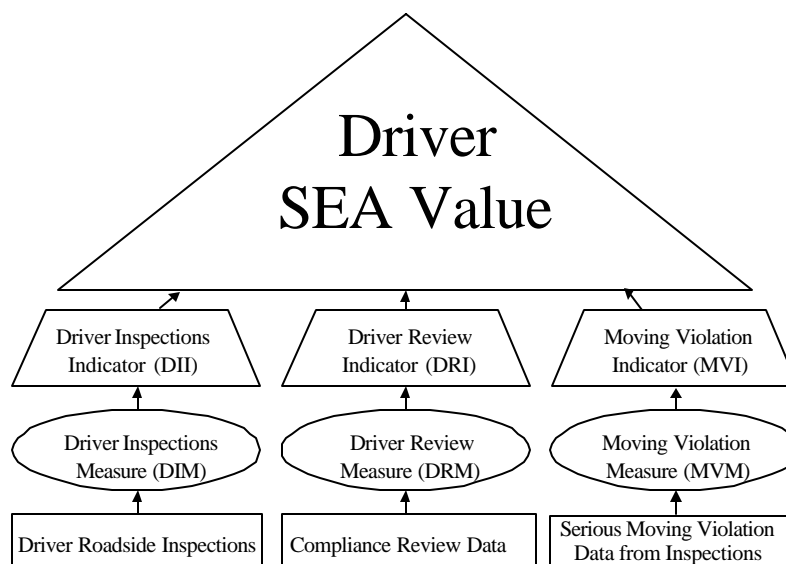 Driver
SEA Value
Driver Inspections
Indicator (DII)
Driver Review
Indicator (DRI)
Moving Violation
Indicator (MVI)
Driver Inspections
Measure (DIM)
Driver Review
Measure (DRM)
Moving Violation
Measure (MVM)
Driver Roadside Inspections
Compliance Review Data
Serious Moving Violation
Data from Inspections